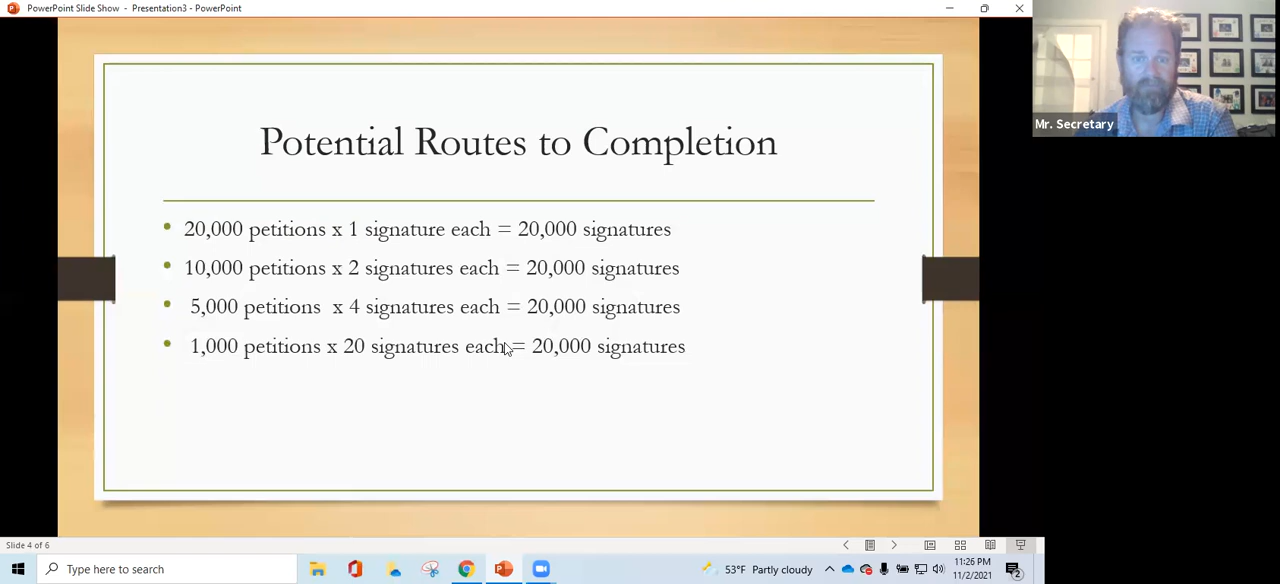 PowerPoint Slide Show - Presentation3 - PowerPoint
Mr. Secretary
Potential Routes to Completion
• 20,000 petitions x 1 signature each = 20,000 signatures
• 10,000 petitions x 2 signatures each = 20,000 signatures
• 5,000 petitions x 4 signatures each = 20,000 signatures
• 1,000 petitions x 20 signatures each = 20,000 signatures
Slide 4 of 6
Type here to search
53°F Partly cloudy
11:26 PM
11/2/2021
2